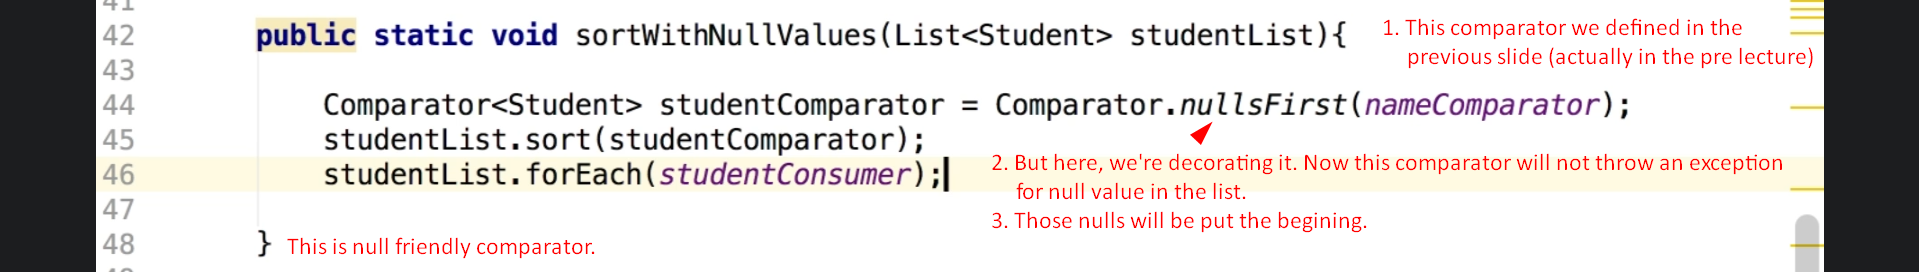 41
42 public static void sortWithNullValues(List<Student> studentList){
1. This comparator we defined in the
previous slide (actually in the pre lecture)
43
44 Comparator<Student> studentComparator = Comparator.nullsFirst(nameComparator);
45 studentList.sort(studentComparator);
46 studentList.forEach(studentConsumer);
2. But here, we're decorating it. Now this comparator will not throw an exception
for null value in the list.
3. Those nulls will be put the begining.
47
48 } This is null friendly comparator.